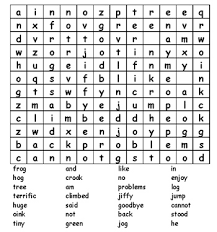 a i n n o z p t r e e q
n x f o v g r e e n v r
d v r t t o v r a m w
w z o r j o t i n y x o
h u g e i d l f n m y i
o q s v f b l i k e n
g t s w f y n c r o a k
z m a b y e j u m p l c
c l i m b e d d h e o k
z w d x e n j o y p g g
b a c k p r o b l e m s
c a n n o t g s t o o d
frog and like in
hog croak no enjoy
tree am problems log
terrific climbed jiffy jump
huge said goodbye cannot
oink not back stood
tiny green jog he